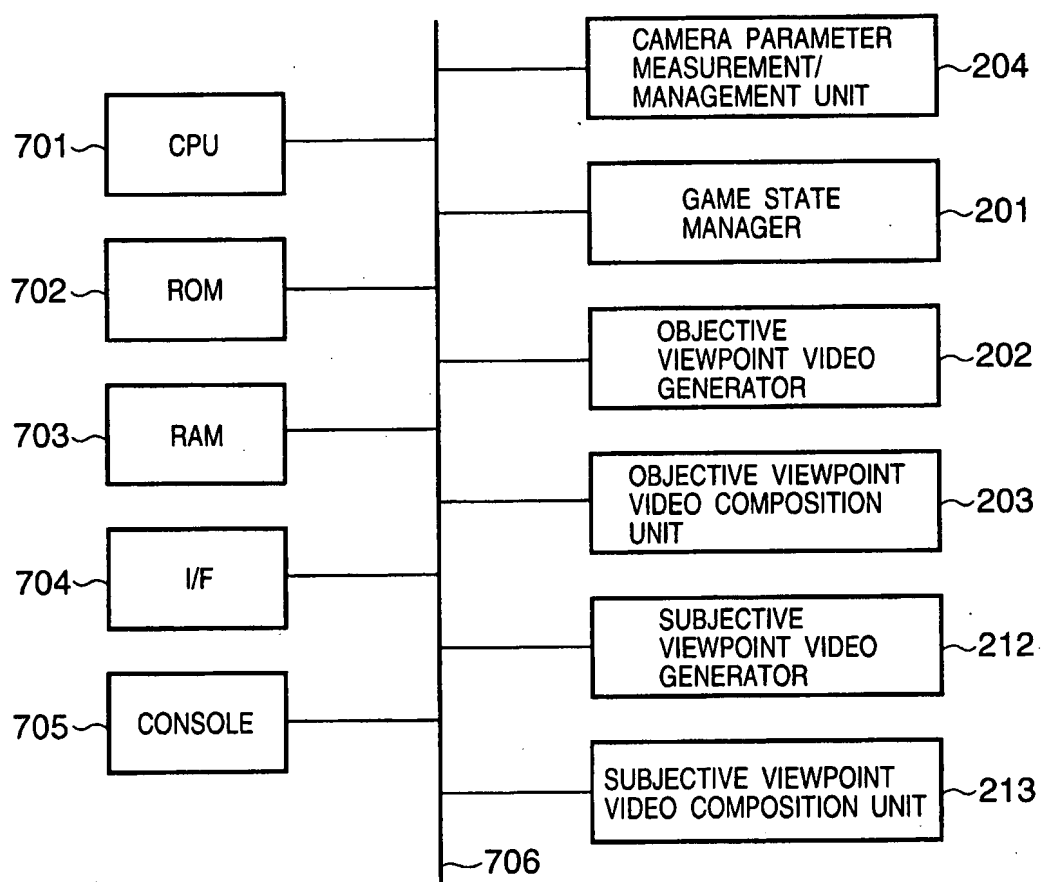 CAMERA PARAMETER
MEASUREMENT/
MANAGEMENT UNIT
204
701
CPU
GAME STATE
MANAGER
201
702
ROM
OBJECTIVE
VIEWPOINT VIDEO
GENERATOR
202
703
RAM
OBJECTIVE VIEWPOINT
VIDEO COMPOSITION
UNIT
203
704
I/F
SUBJECTIVE
VIEWPOINT VIDEO
GENERATOR
212
705
CONSOLE
SUBJECTIVE VIEWPOINT
VIDEO COMPOSITION UNIT
213
706